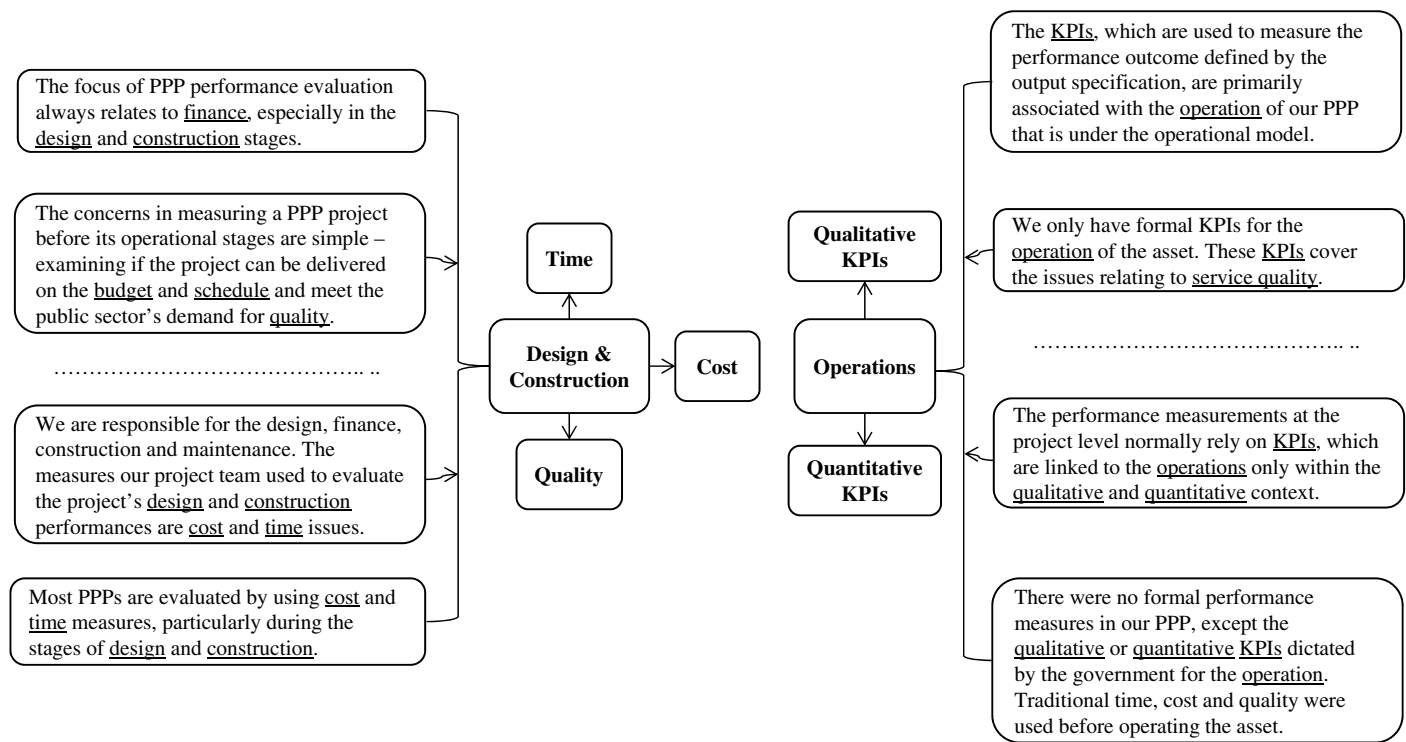 The focus of PPP performance evaluation
always relates to finance, especially in the
design and construction stages.
The concerns in measuring a PPP project
before its operational stages are simple –
examining if the project can be delivered
on the budget and schedule and meet the
public sector’s demand for quality.
…………………………………….. ..
We are responsible for the design, finance,
construction and maintenance. The
measures our project team used to evaluate
the project’s design and construction
performances are cost and time issues.
Most PPPs are evaluated by using cost and
time measures, particularly during the
stages of design and construction.
Time
Design &
Construction
Cost
Quality
Qualitative
KPIs
Operations
Quantitative
KPIs
The KPIs, which are used to measure the
performance outcome defined by the
output specification, are primarily
associated with the operation of our PPP
that is under the operational model.
We only have formal KPIs for the
operation of the asset. These KPIs cover
the issues relating to service quality.
…………………………………….. ..
The performance measurements at the
project level normally rely on KPIs, which
are linked to the operations only within the
qualitative and quantitative context.
There were no formal performance
measures in our PPP, except the
qualitative or quantitative KPIs dictated
by the government for the operation.
Traditional time, cost and quality were
used before operating the asset.